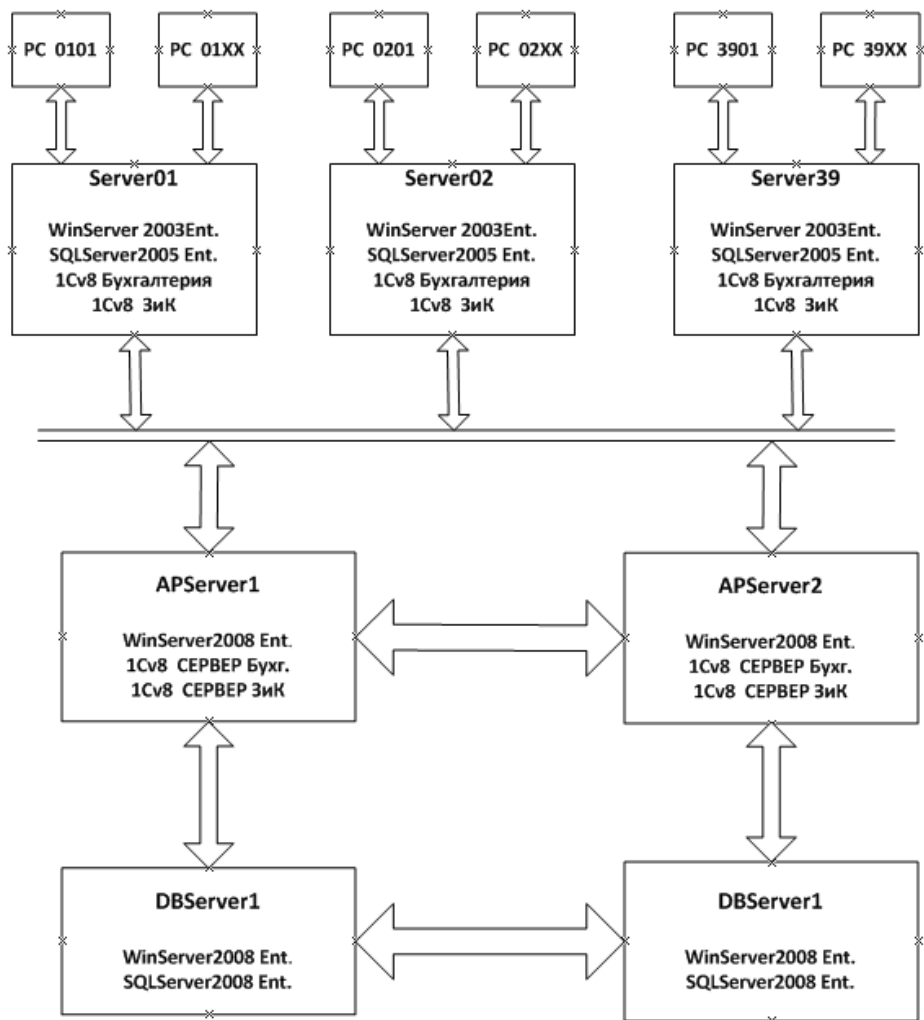 PC 0101
PC 01XX
PC 0201
PC 02XX
PC 3901
PC 39XX
Server01
WinServer 2003Ent.
SQLServer2005 Ent.
1Cv8 Бухгалтерия
1Cv8 ЗиК
Server02
WinServer 2003Ent.
SQLServer2005 Ent.
1Cv8 Бухгалтерия
1Cv8 ЗиК
Server39
WinServer 2003Ent.
SQLServer2005 Ent.
1Cv8 Бухгалтерия
1Cv8 ЗиК
APServer1
WinServer2008 Ent.
1Cv8 СЕРВЕР Бухг.
1Cv8 СЕРВЕР ЗиК
APServer2
WinServer2008 Ent.
1Cv8 СЕРВЕР Бухг.
1Cv8 СЕРВЕР ЗиК
DBServer1
WinServer2008 Ent.
SQLServer2008 Ent.
DBServer1
WinServer2008 Ent.
SQLServer2008 Ent.